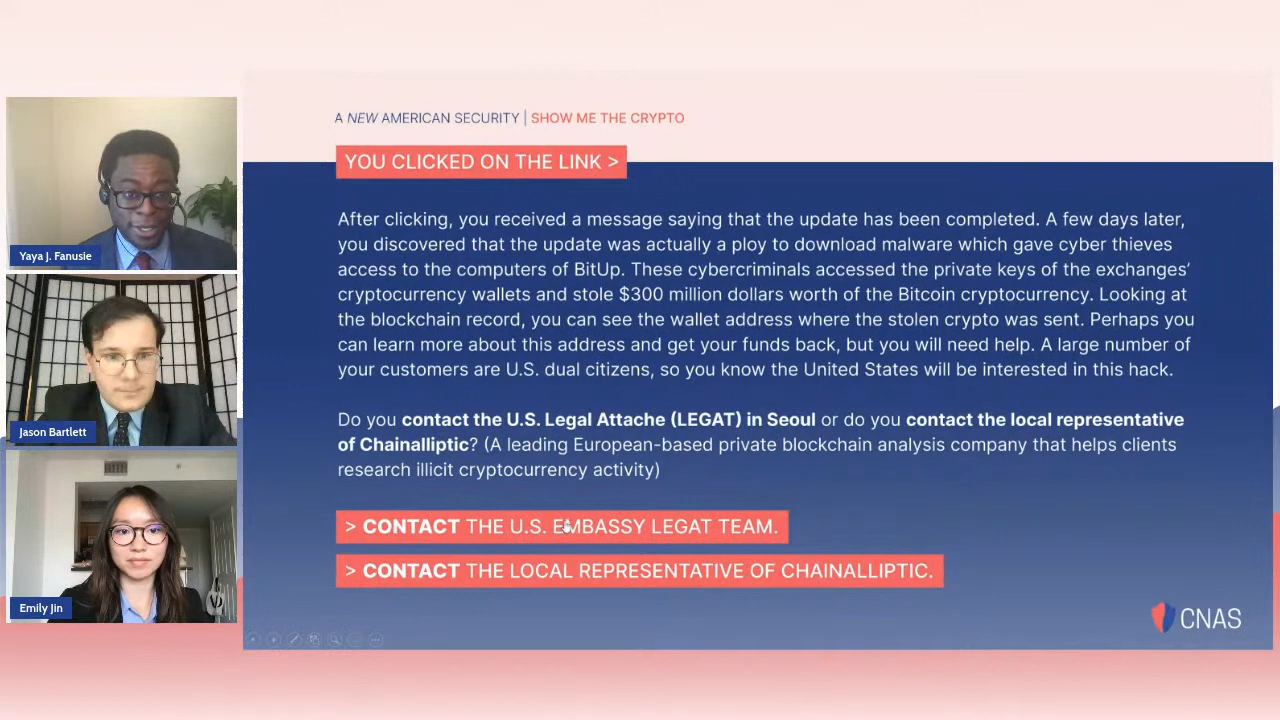 A NEW AMERICAN SECURITY | SHOW ME THE CRYPTO
YOU CLICKED ON THE LINK >
After clicking, you received a message saying that the update has been completed. A few days later,
you discovered that the update was actually a ploy to download malware which gave cyber thieves
access to the computers of BitUp. These cybercriminals accessed the private keys of the exchanges’
cryptocurrency wallets and stole $300 million dollars worth of the Bitcoin cryptocurrency. Looking at
the blockchain record, you can see the wallet address where the stolen crypto was sent. Perhaps you
can learn more about this address and get your funds back, but you will need help. A large number of
your customers are U.S. dual citizens, so you know the United States will be interested in this hack.
Do you contact the U.S. Legal Attache (LEGAT) in Seoul or do you contact the local representative
of Chainalliptic? (A leading European-based private blockchain analysis company that helps clients
research illicit cryptocurrency activity)
> CONTACT THE U.S. EMBASSY LEGAT TEAM.
> CONTACT THE LOCAL REPRESENTATIVE OF CHAINALLIPTIC.
CNAS
Yaya J. Fanusie
Jason Bartlett
Emily Jin